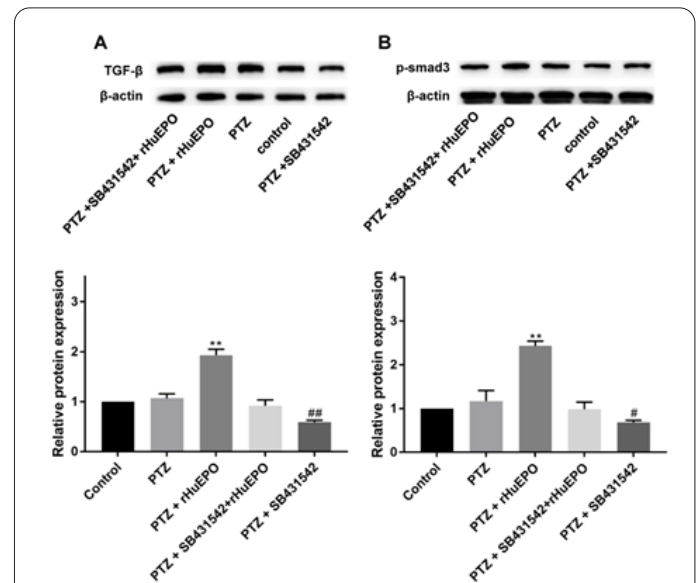 A
TGF-β
β-actin
PTZ +SB431542+ rHuEPO
PTZ + rHuEPO
PTZ
control
PTZ +SB431542
B
p-smad3
β-actin
PTZ +SB431542+ rHuEPO
PTZ + rHuEPO
PTZ
control
PTZ +SB431542
Relative protein expression
3
2
1
0
**
##
Control
PTZ
PTZ + rHuEPO
PTZ + SB431542+rHuEPO
PTZ + SB431542
Relative protein expression
4
3
2
1
0
**
#
Control
PTZ
PTZ + rHuEPO
PTZ + SB431542+rHuEPO
PTZ + SB431542